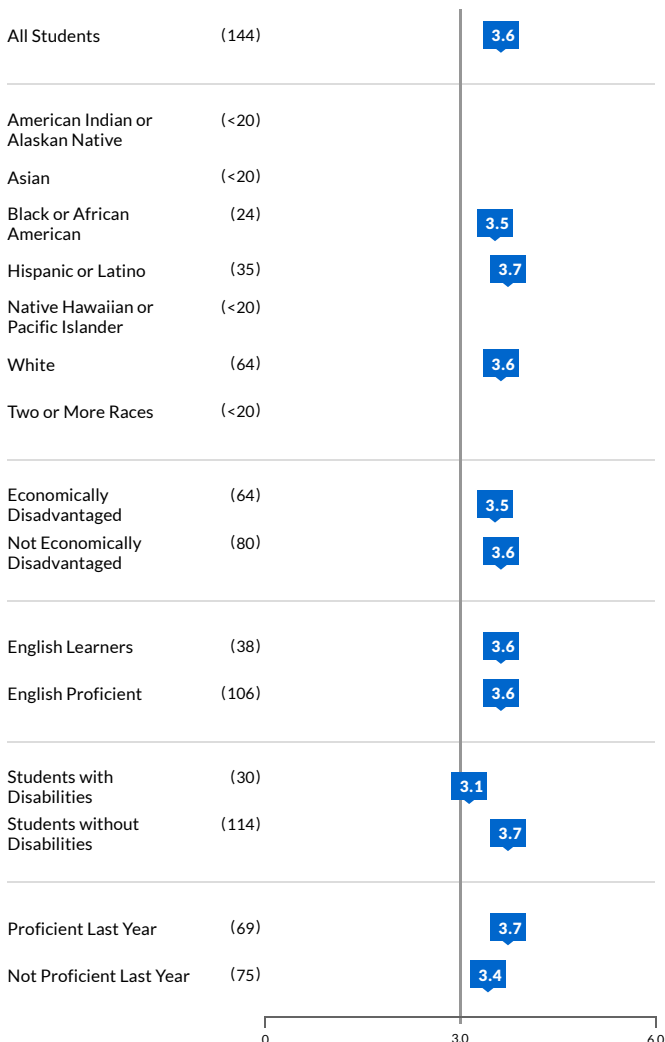 All Students (144) 3.6
American Indian or (<20)
Alaskan Native
Asian (<20)
Black or African (24) 3.5
American
Hispanic or Latino (35) 3.7
Native Hawaiian or (<20)
Pacific Islander
White (64) 3.6
Two or More Races (<20)
Economically (64) 3.5
Disadvantaged
Not Economically (80) 3.6
Disadvantaged
English Learners (38) 3.6
English Proficient (106) 3.6
Students with (30) 3.1
Disabilities
Students without (114) 3.7
Disabilities
Proficient Last Year (69) 3.7
Not Proficient Last Year (75) 3.4
0 3.0 6.0